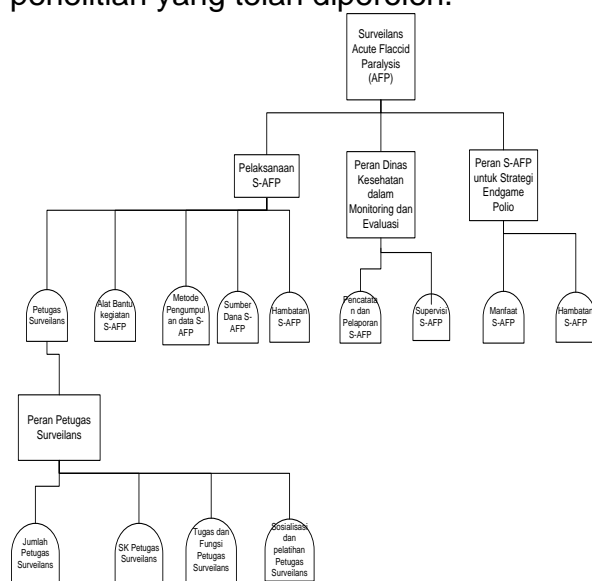 penelitian yang telah diperoleh.
Surveilans
Acute Flaccid
Paralysis
(AFP)
Pelaksanaan
S-AFP
Peran Dinas
Kesehatan
dalam
Monitoring dan
Evaluasi
Peran S-AFP
untuk Strategi
Endgame
Polio
Petugas
Surveilans
Alat Bantu
kegiatan
S-AFP
Metode
Pengumpul
an data S-
AFP
Sumber
Dana S-
AFP
Hambatan
S-AFP
Pencatata
n dan
Pelaporan
S-AFP
Supervisi
S-AFP
Manfaat
S-AFP
Hambatan
S-AFP
Peran Petugas
Surveilans
Jumlah
Petugas
Surveilans
SK Petugas
Surveilans
Tugas dan
Fungsi
Petugas
Surveilans
Sosialisasi
dan
pelatihan
Petugas
Surveilans